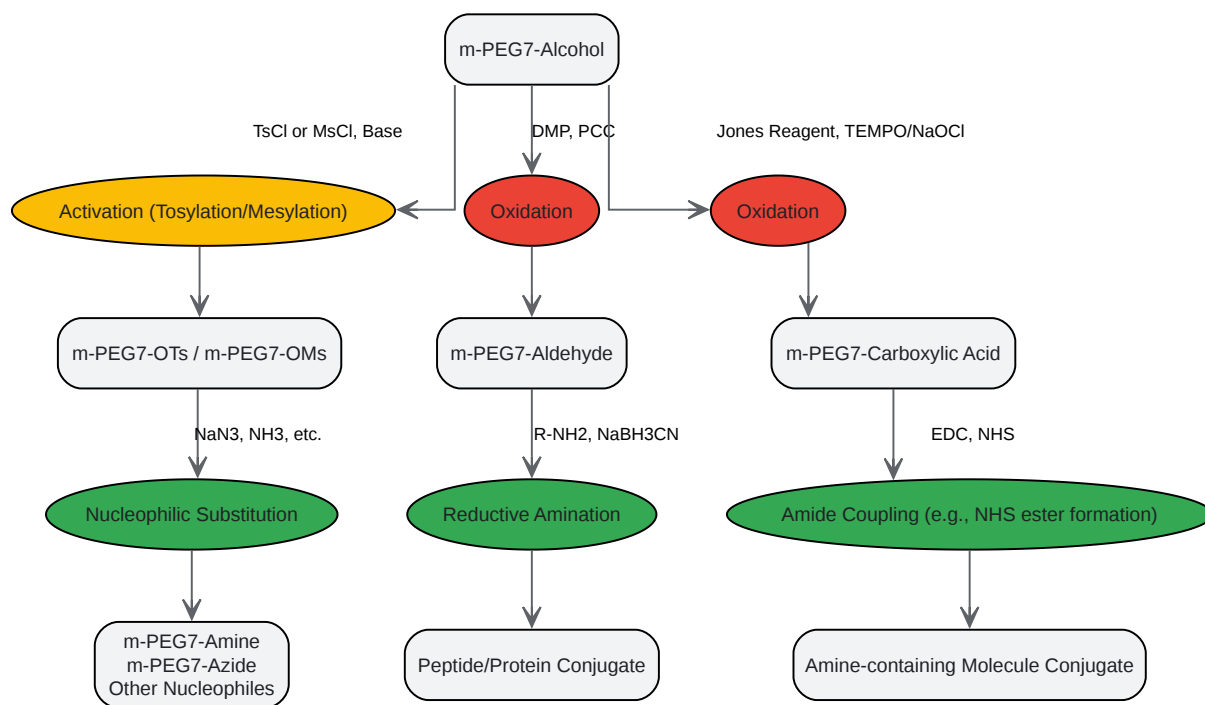 m-PEG7-Alcohol
TsCl or MsCl, Base
DMP, PCC
Jones Reagent, TEMPO/NaOCl
Activation (Tosylation/Mesylation)
Oxidation
Oxidation
m-PEG7-OTs / m-PEG7-OMs
m-PEG7-Aldehyde
m-PEG7-Carboxylic Acid
NaN3, NH3, etc.
R-NH2, NaBH3CN
EDC, NHS
Nucleophilic Substitution
Reductive Amination
Amide Coupling (e.g., NHS ester formation)
m-PEG7-Amine
m-PEG7-Azide
Other Nucleophiles
Peptide/Protein Conjugate
Amine-containing Molecule Conjugate